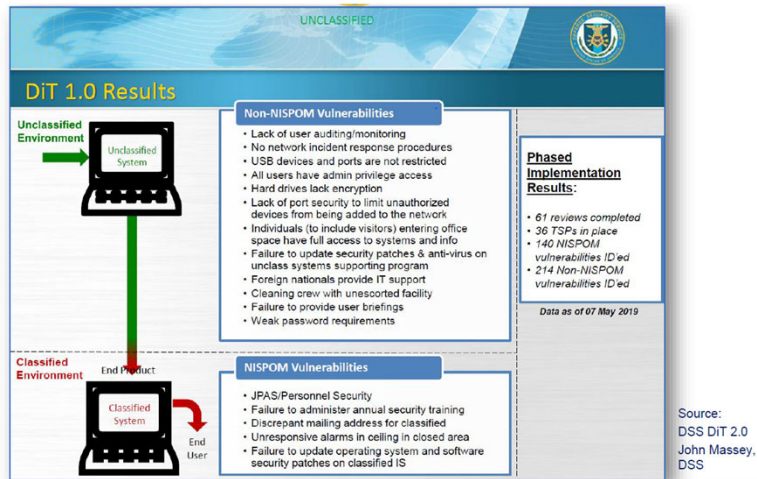 UNCLASSIFIED
DiT 1.0 Results
Unclassified
Environment
Unclassified
System
Non-NISPOM Vulnerabilities
• Lack of user auditing/monitoring
• No network incident response procedures
• USB devices and ports are not restricted
• All users have admin privilege access
• Hard drives lack encryption
• Lack of port security to limit unauthorized
devices from being added to the network
• Individuals (to include visitors) entering office
space have full access to systems and info
• Failure to update security patches & anti-virus on
unclass systems supporting program
• Foreign nationals provide IT support
• Cleaning crew with unescorted facility
• Failure to provide user briefings
• Weak password requirements
Phased
Implementation
Results:
• 61 reviews completed
• 36 TSPs in place
• 140 NISPOM
vulnerabilities ID'ed
• 214 Non-NISPOM
vulnerabilities ID'ed
Data as of 07 May 2019
Classified
Environment
End Product
Classified
System
End
User
NISPOM Vulnerabilities
• JPAS/Personnel Security
• Failure to administer annual security training
• Discrepant mailing address for classified
• Unresponsive alarms in ceiling in closed area
• Failure to update operating system and software
security patches on classified IS
Source:
DSS DiT 2.0
John Massey,
DSS